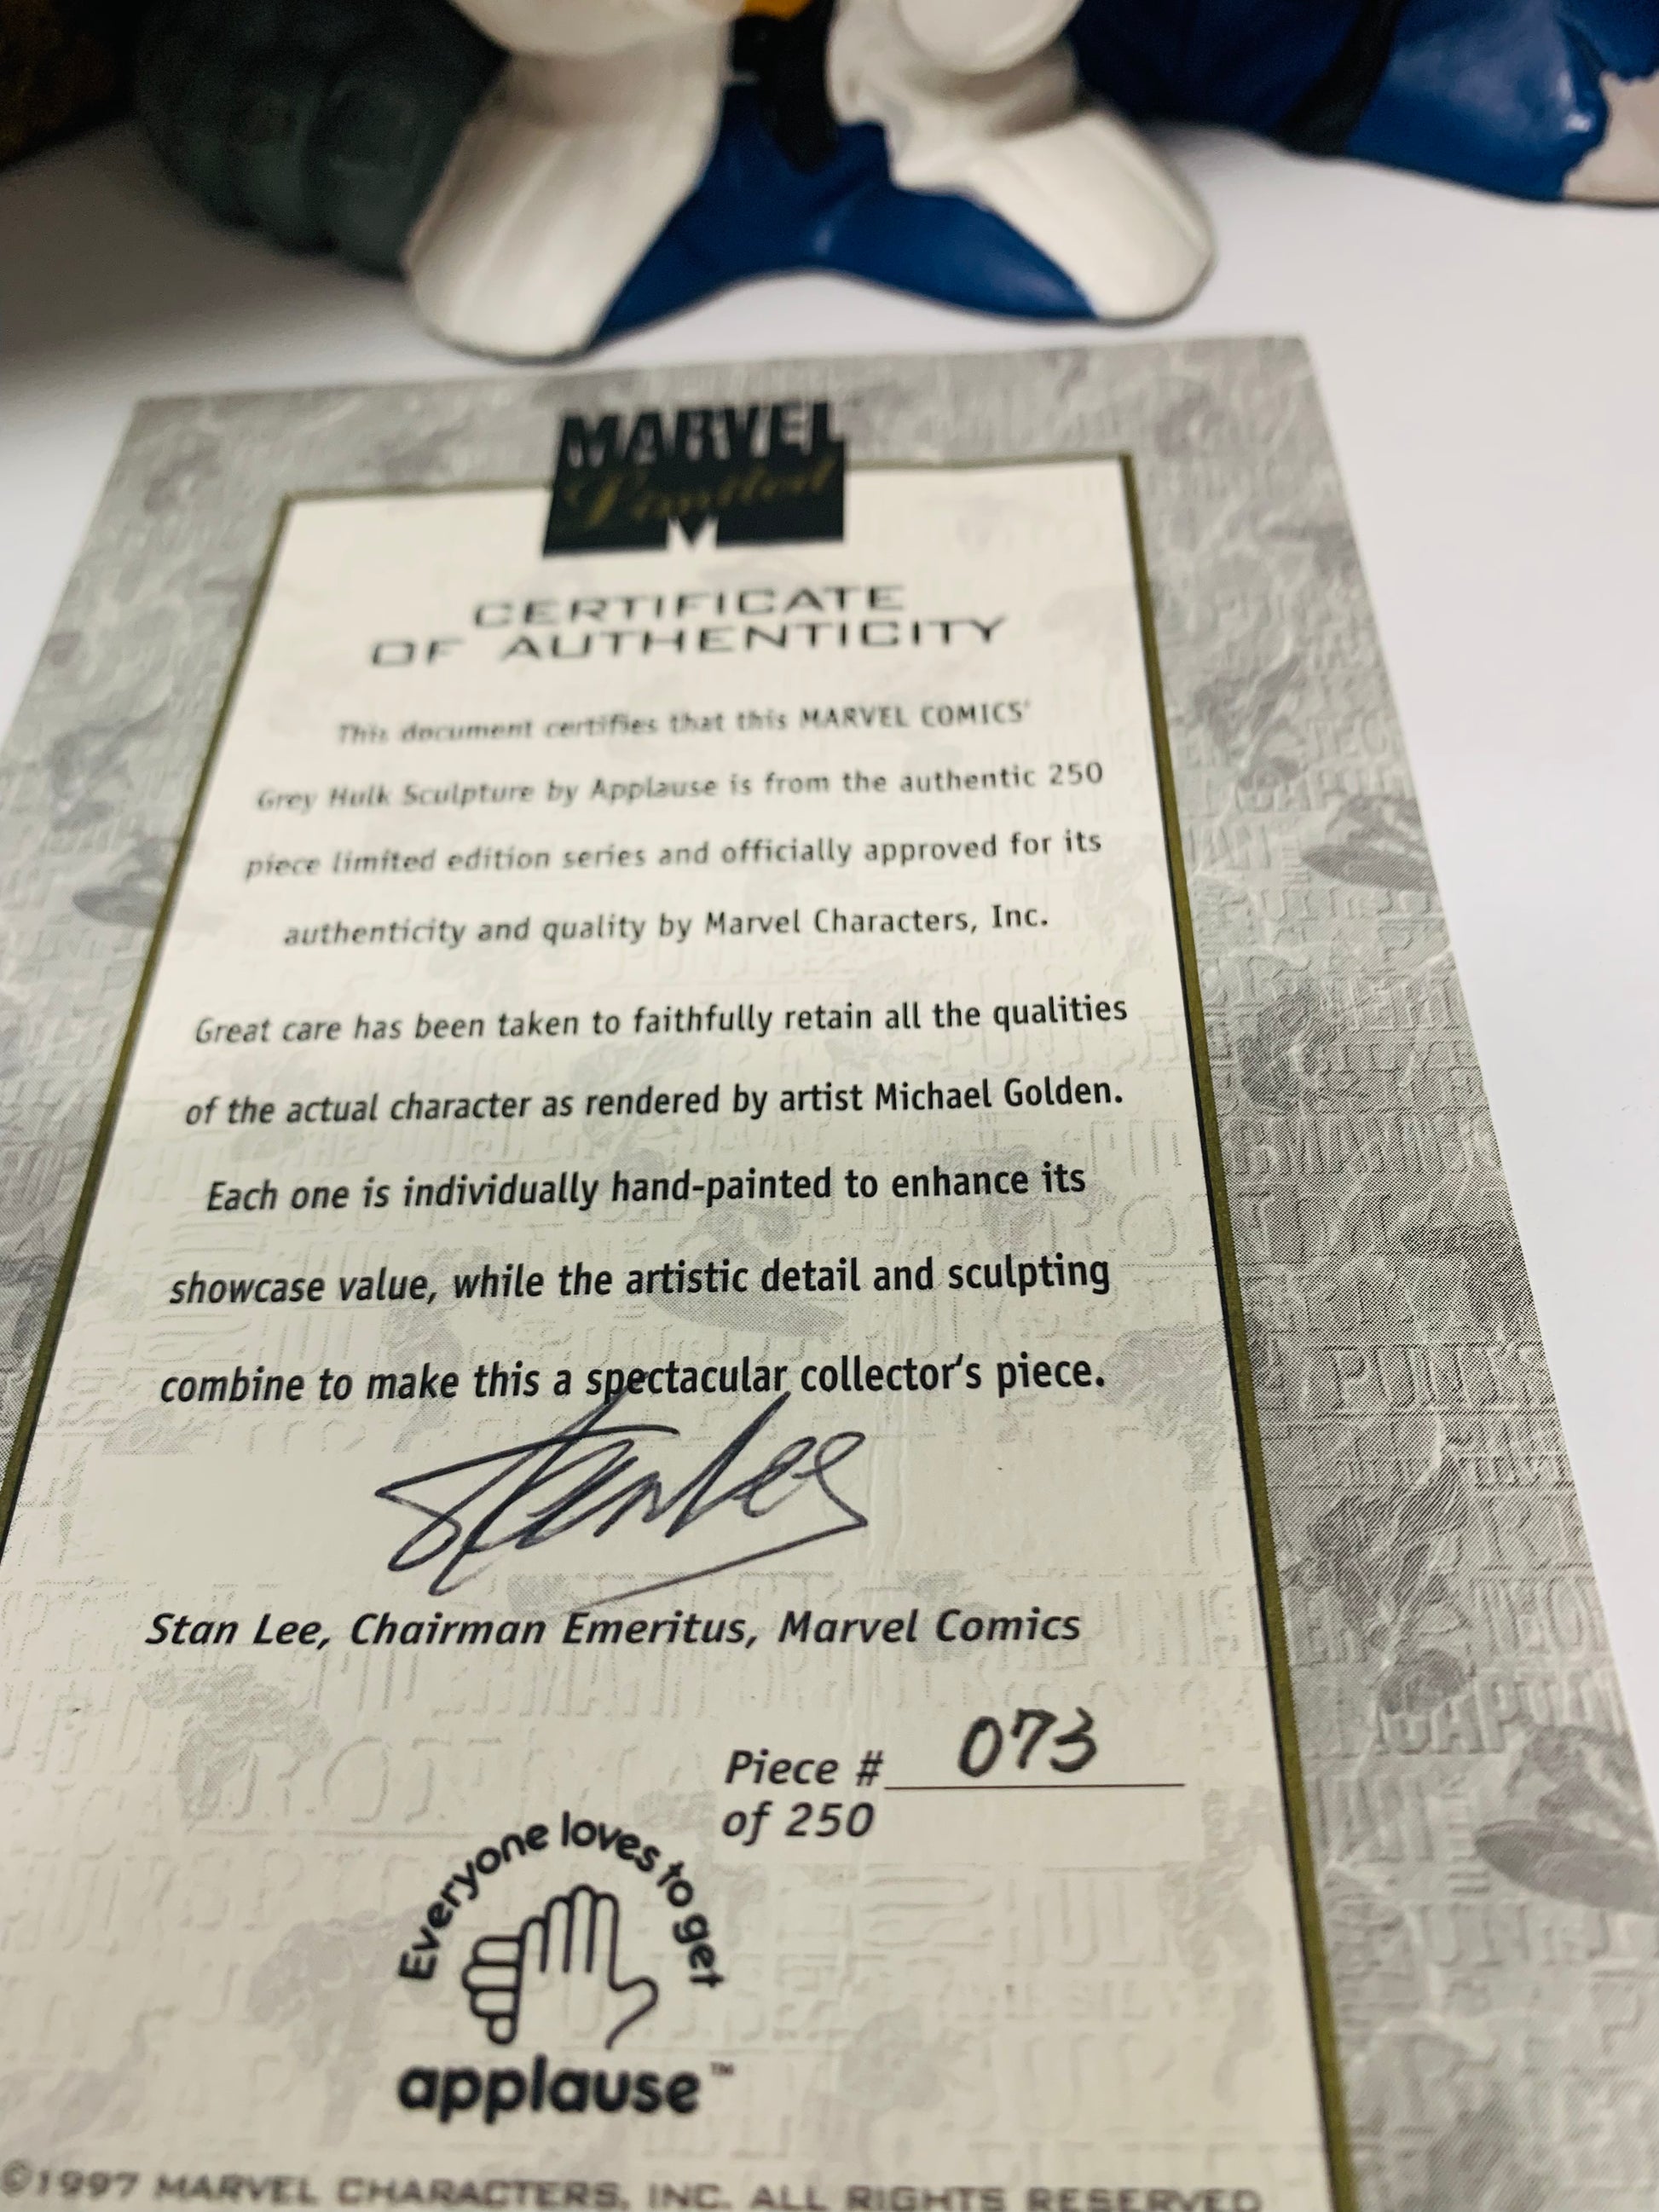 MARVEL
Limited
CERTIFICATE
OF AUTHENTICITY
This document certifies that this MARVEL COMICS'
Grey Hulk Sculpture by Applause is from the authentic 250
piece limited edition series and officially approved for its
authenticity and quality by Marvel Characters, Inc.
Great care has been taken to faithfully retain all the qualities
of the actual character as rendered by artist Michael Golden.
Each one is individually hand-painted to enhance its
showcase value, while the artistic detail and sculpting
combine to make this a spectacular collector's piece.
Stan Lee
Stan Lee, Chairman Emeritus, Marvel Comics
Piece # 073
of 250
Everyone loves to get
applause™
©1997 MARVEL CHARACTERS, INC. ALL RIGHTS RESERVED